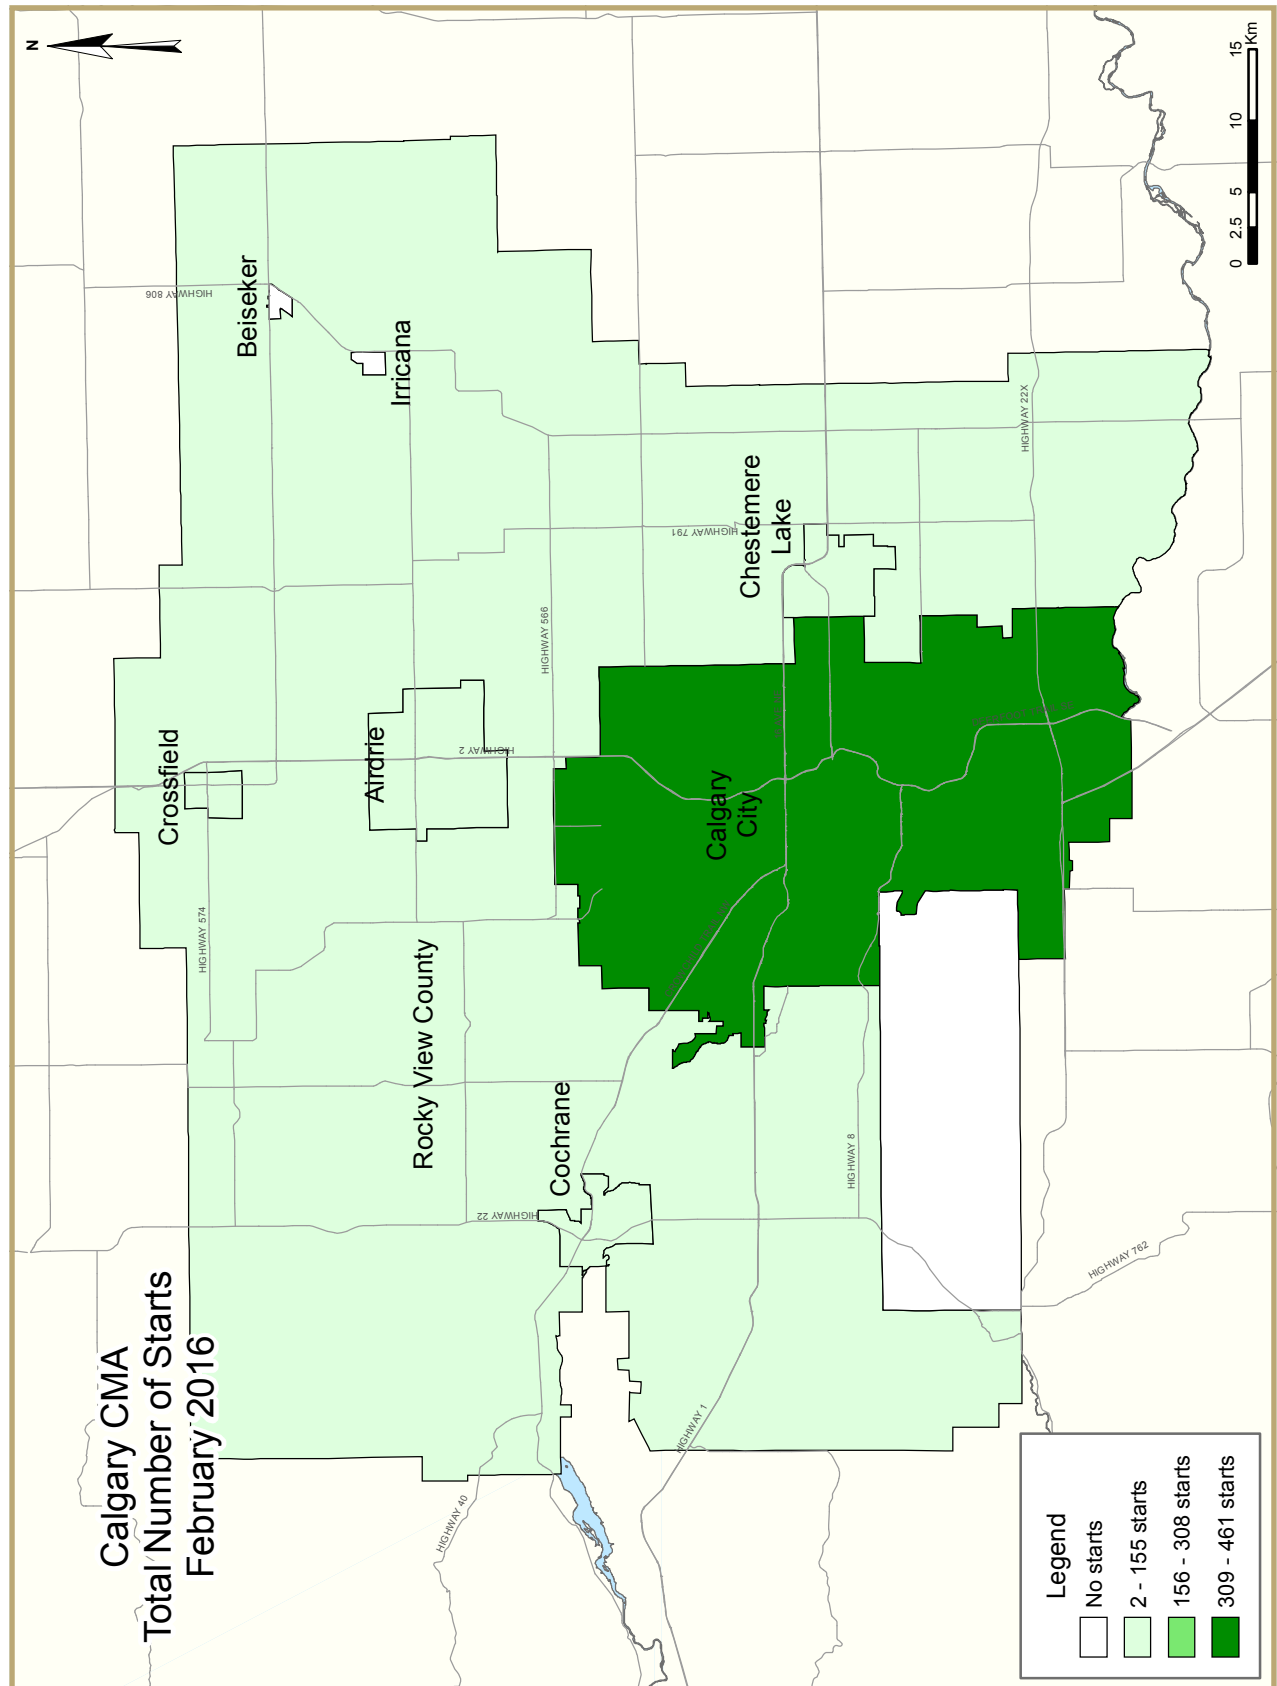 Calgary CMA
Total Number of Starts
February 2016
N
Beiseker
Irricana
Crossfield
Airdrie
Rocky View County
Cochrane
Calgary
City
Chestemere
Lake
HIGHWAY 806
HIGHWAY 791
HIGHWAY 566
HIGHWAY 2
HIGHWAY 574
HIGHWAY 22
HIGHWAY 22X
HIGHWAY 8
HIGHWAY 762
HIGHWAY 1
HIGHWAY 40
Legend
No starts
2 - 155 starts
156 - 308 starts
309 - 461 starts
0 2.5 5 10 15
Km